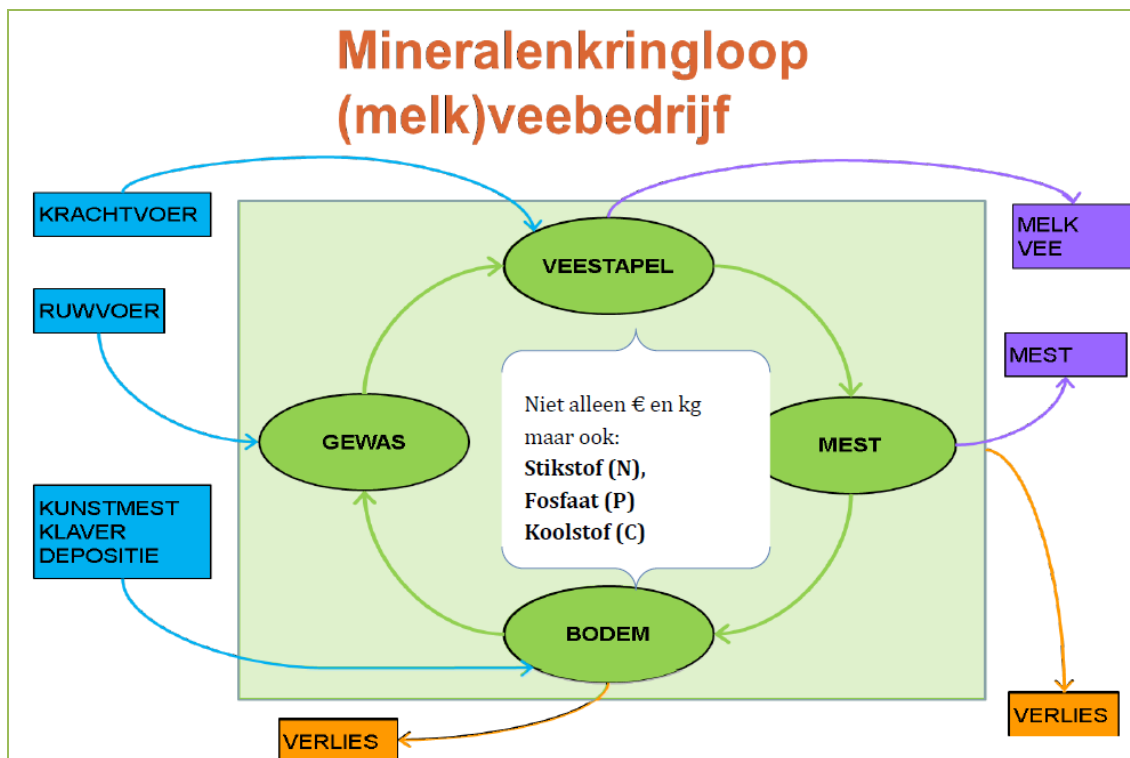 Mineralenkringloop
(melk)veebedrijf
KRACHTVOER
MELK
VEE
VEESTAPEL
RUWVOER
MEST
Niet alleen € en kg
maar ook:
Stikstof (N),
Fosfaat (P)
Koolstof (C)
GEWAS
MEST
KUNSTMEST
KLAVER
DEPOSITIE
BODEM
VERLIES
VERLIES